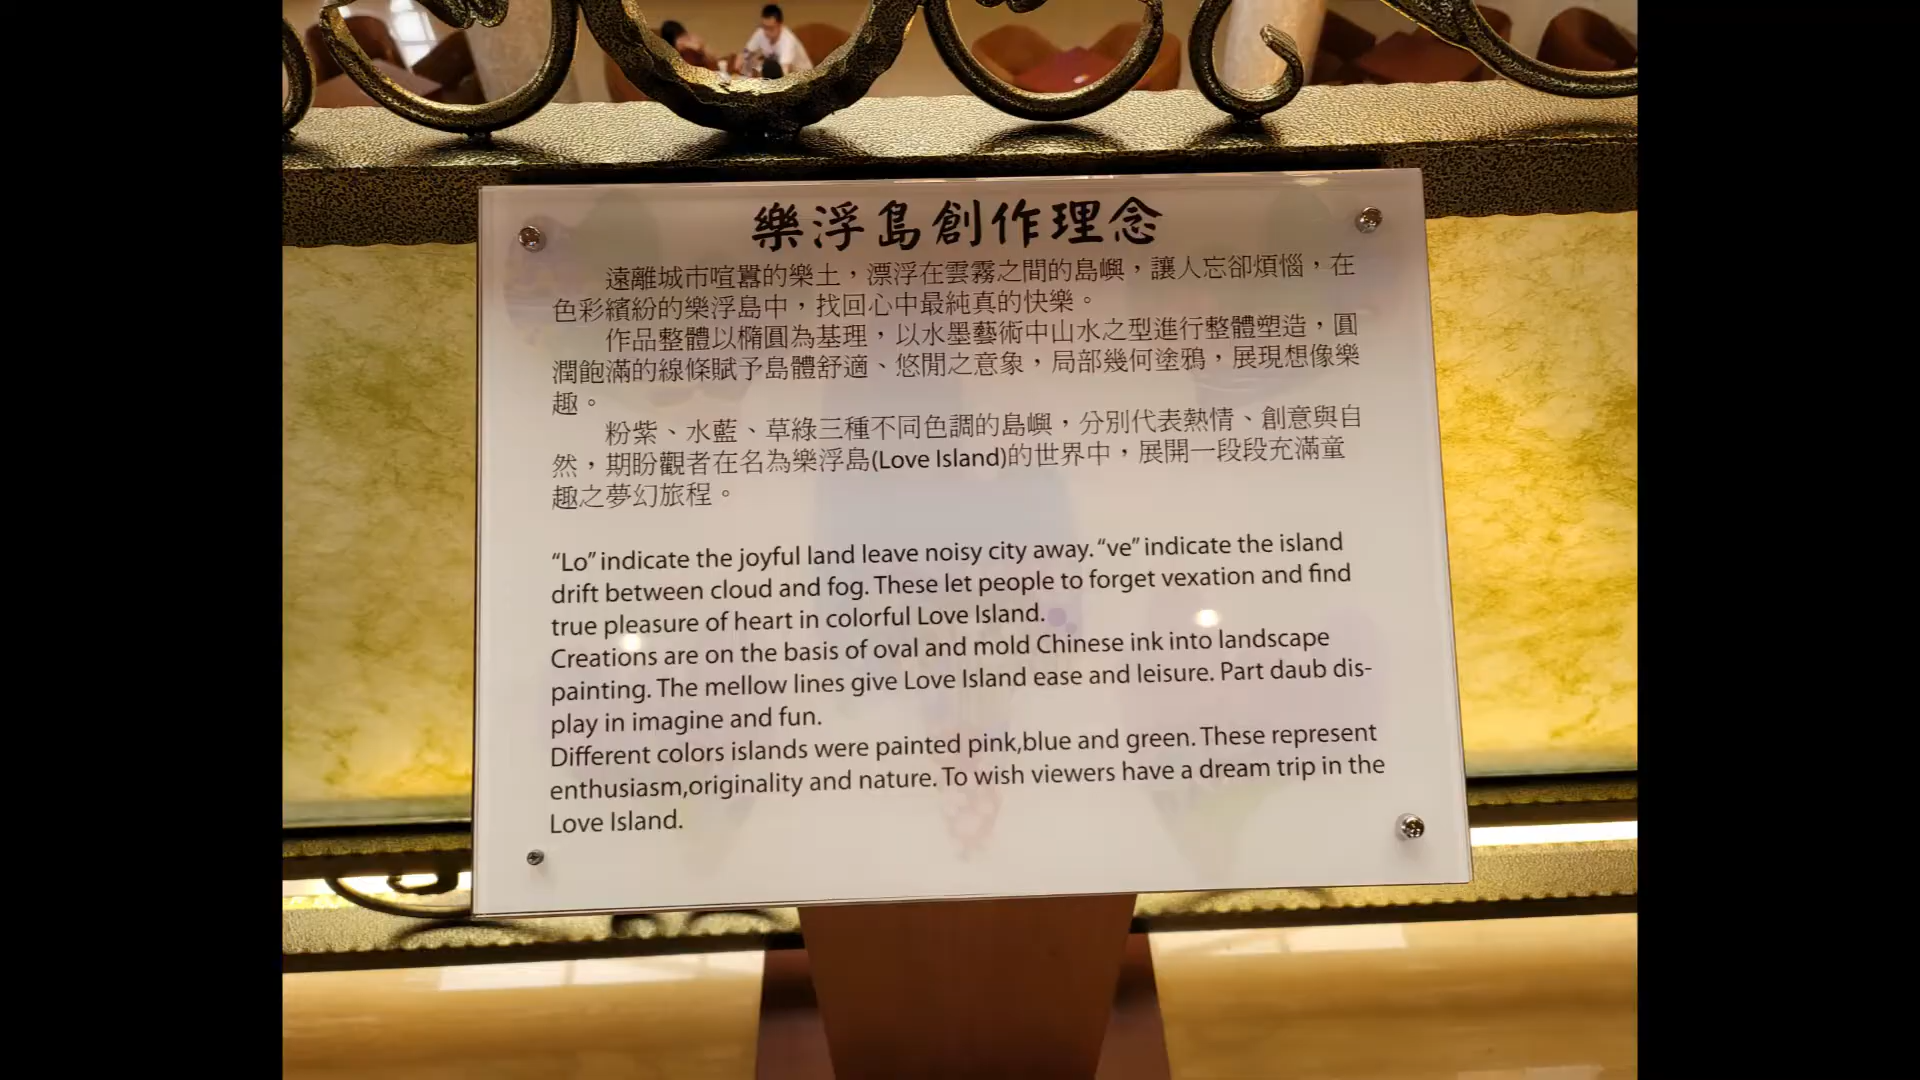 樂浮島創作理念
遠離城市喧囂的樂土，漂浮在雲霧之間的島嶼，讓人忘卻煩惱，在
色彩繽紛的樂浮島中，找回心中最純真的快樂。
作品整體以橢圓為基理，以水墨藝術中山水之型進行整體塑造，圓
潤飽滿的線條賦予島體舒適、悠閒之意象，局部幾何塗鴉，展現想像樂
趣。
粉紫、水藍、草綠三種不同色調的島嶼，分別代表熱情、創意與自
然，期盼觀者在名為樂浮島(Love Island)的世界中，展開一段段充滿童
趣之夢幻旅程。
“Lo” indicate the joyful land leave noisy city away. “ve” indicate the island
drift between cloud and fog. These let people to forget vexation and find
true pleasure of heart in colorful Love Island.
Creations are on the basis of oval and mold Chinese ink into landscape
painting. The mellow lines give Love Island ease and leisure. Part daub dis-
play in imagine and fun.
Different colors islands were painted pink,blue and green. These represent
enthusiasm,originality and nature. To wish viewers have a dream trip in the
Love Island.